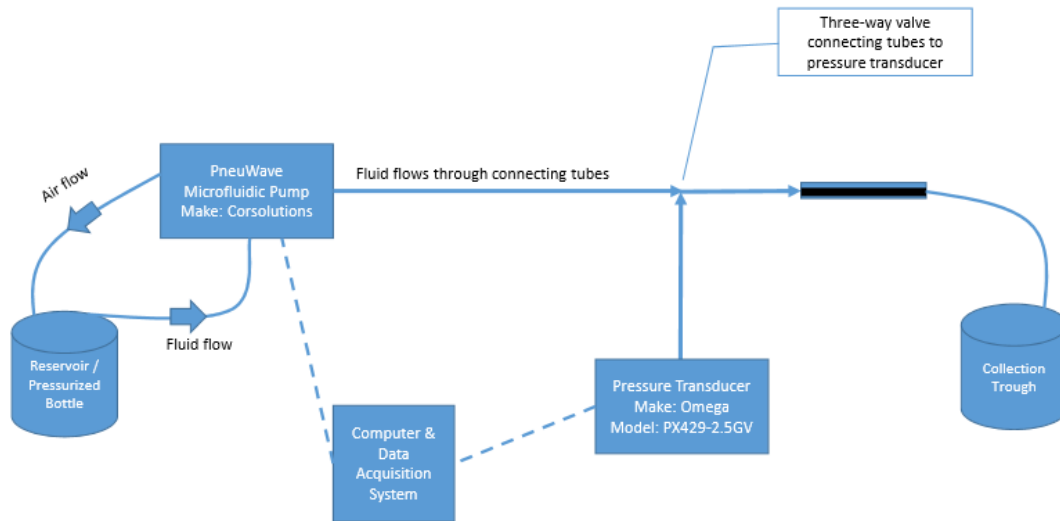 Three-way valve
connecting tubes to
pressure transducer
PneuWave
Microfluidic Pump
Make: Corsolutions
Air flow
Fluid flows through connecting tubes
Fluid flow
Reservoir /
Pressurized
Bottle
Pressure Transducer
Make: Omega
Model: PX429-2.5GV
Collection
Trough
Computer &
Data
Acquisition
System